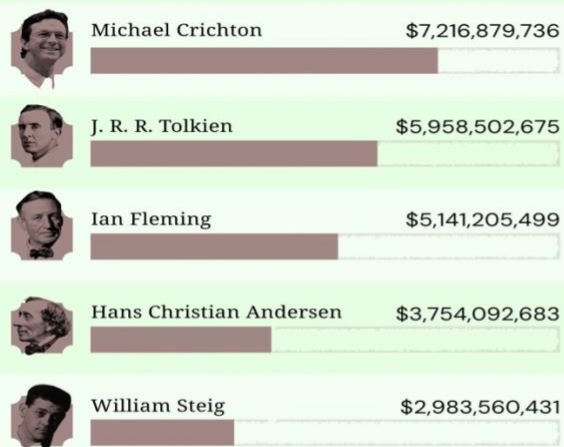 Michael Crichton $7,216,879,736
J. R. R. Tolkien $5,958,502,675
Ian Fleming $5,141,205,499
Hans Christian Andersen $3,754,092,683
William Steig $2,983,560,431